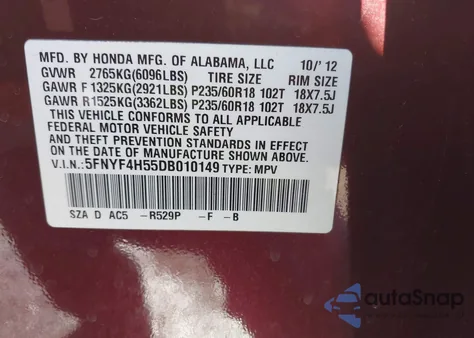 MFD. BY HONDA MFG. OF ALABAMA, LLC 10/'12
GVWR 2765KG(6096LBS) TIRE SIZE RIM SIZE
GAWR F 1325KG(2921LBS) P235/60R18 102T 18X7.5J
GAWR R1525KG(3362LBS) P235/60R18 102T 18X7.5J
THIS VEHICLE CONFORMS TO ALL APPLICABLE
FEDERAL MOTOR VEHICLE SAFETY
AND THEFT PREVENTION STANDARDS IN EFFECT
ON THE DATE OF MANUFACTURE SHOWN ABOVE.
V.I.N.:5FNYF4H55DB010149 TYPE: MPV
SZA D AC5 -R529P -F -B
autoSnap